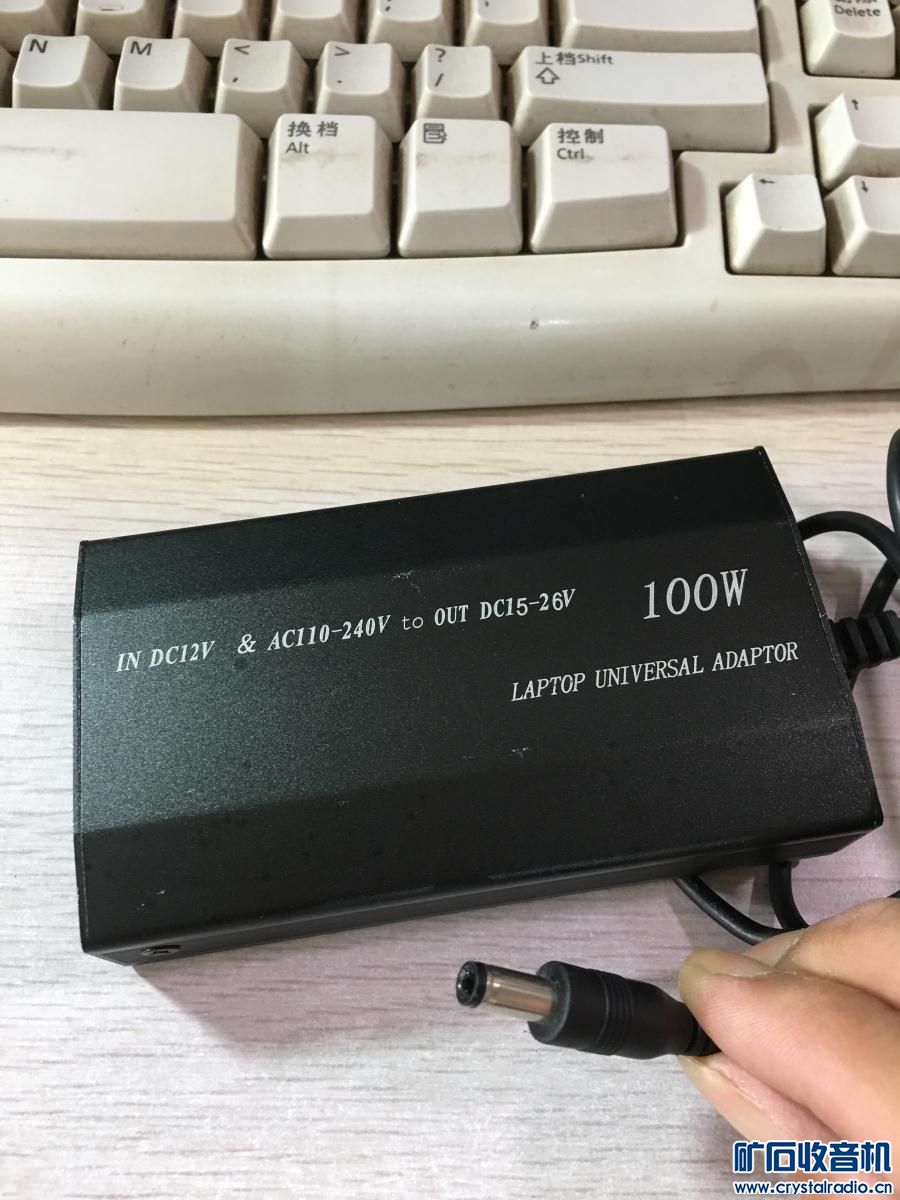 Delete
N
M
<
,
>
.
?
/
上档Shift
换档
Alt
控制
Ctrl
IN DC12V & AC110-240V to OUT DC15-26V
100W
LAPTOP UNIVERSAL ADAPTOR
矿石收音机
www.crystalradio.cn